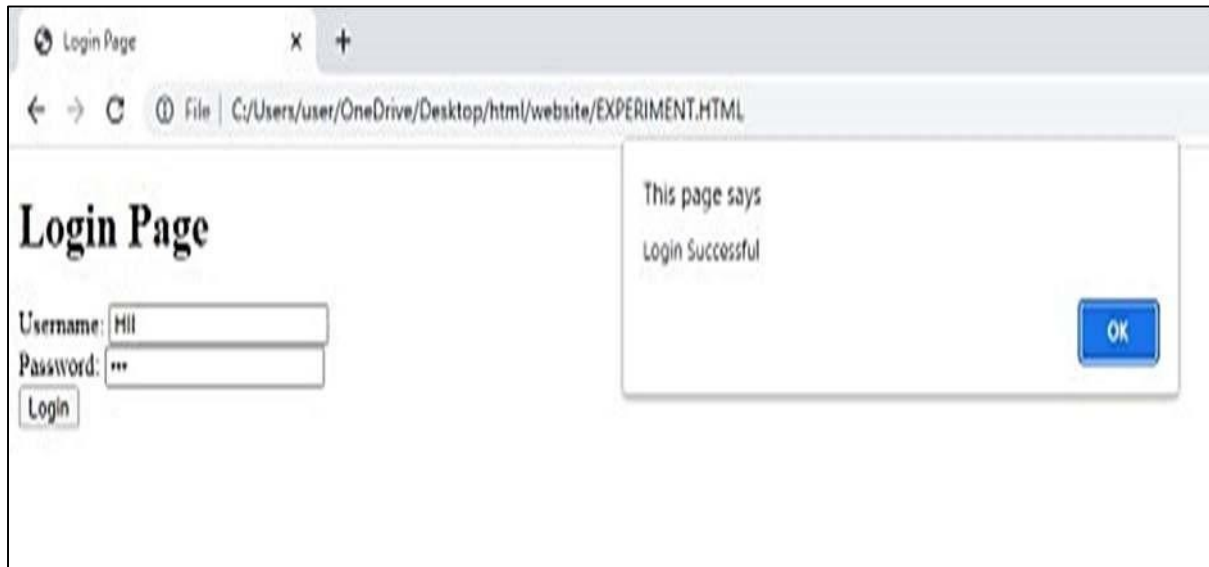 Login Page
File | C:/Users/user/OneDrive/Desktop/html/website/EXPERIMENT.HTML
This page says
Login Successful
OK
Login Page
Username: HII
Password: •••
Login